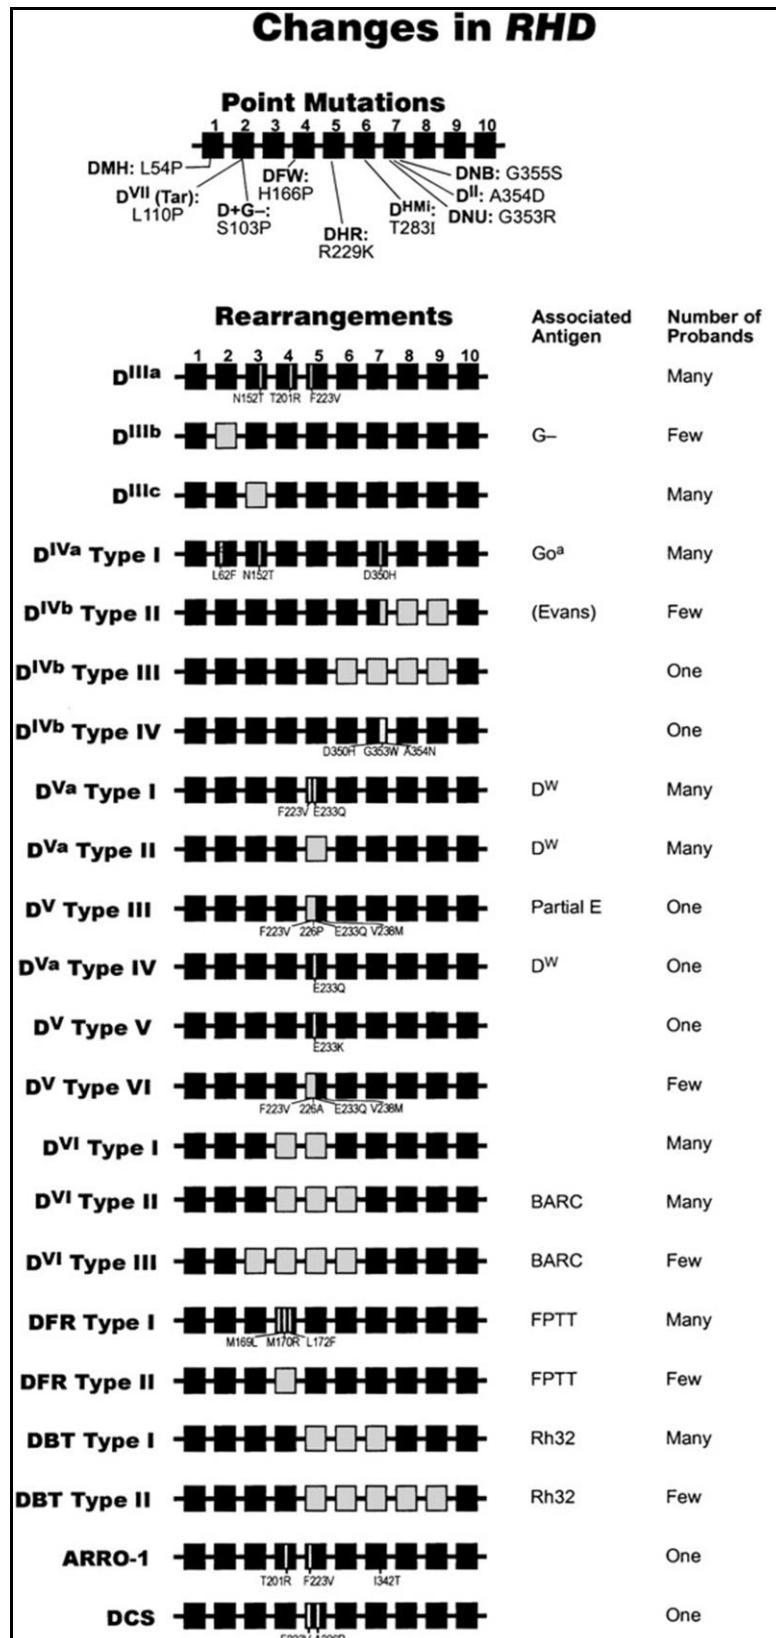 Changes in RHD
Point Mutations
1 2 3 4 5 6 7 8 9 10
DMH: L54P
DVII (Tar): L110P
D+G–: S103P
DFW: H166P
DHR: R229K
DHMi: T283I
DNB: G355S
DII: A354D
DNU: G353R
Rearrangements
Associated Antigen
Number of Probands
1 2 3 4 5 6 7 8 9 10
DIIIa Many
N152T T201R F223V
DIIIb G– Few
DIIIc Many
DIVa Type I Goa Many
L62F N152T D350H
DIVb Type II (Evans) Few
DIVb Type III One
DIVb Type IV One
D350H G353W A354N
DVa Type I DW Many
F223V E233Q
DVa Type II DW Many
DV Type III Partial E One
F223V 226P E233Q V238M
DVa Type IV DW One
E233Q
DV Type V One
E233K
DV Type VI Few
F223V 226A E233Q V238M
DVI Type I Many
DVI Type II BARC Many
DVI Type III BARC Few
DFR Type I FPTT Many
M169L M170R L172F
DFR Type II FPTT Few
DBT Type I Rh32 Many
DBT Type II Rh32 Few
ARRO-1 One
T201R F223V I342T
DCS One